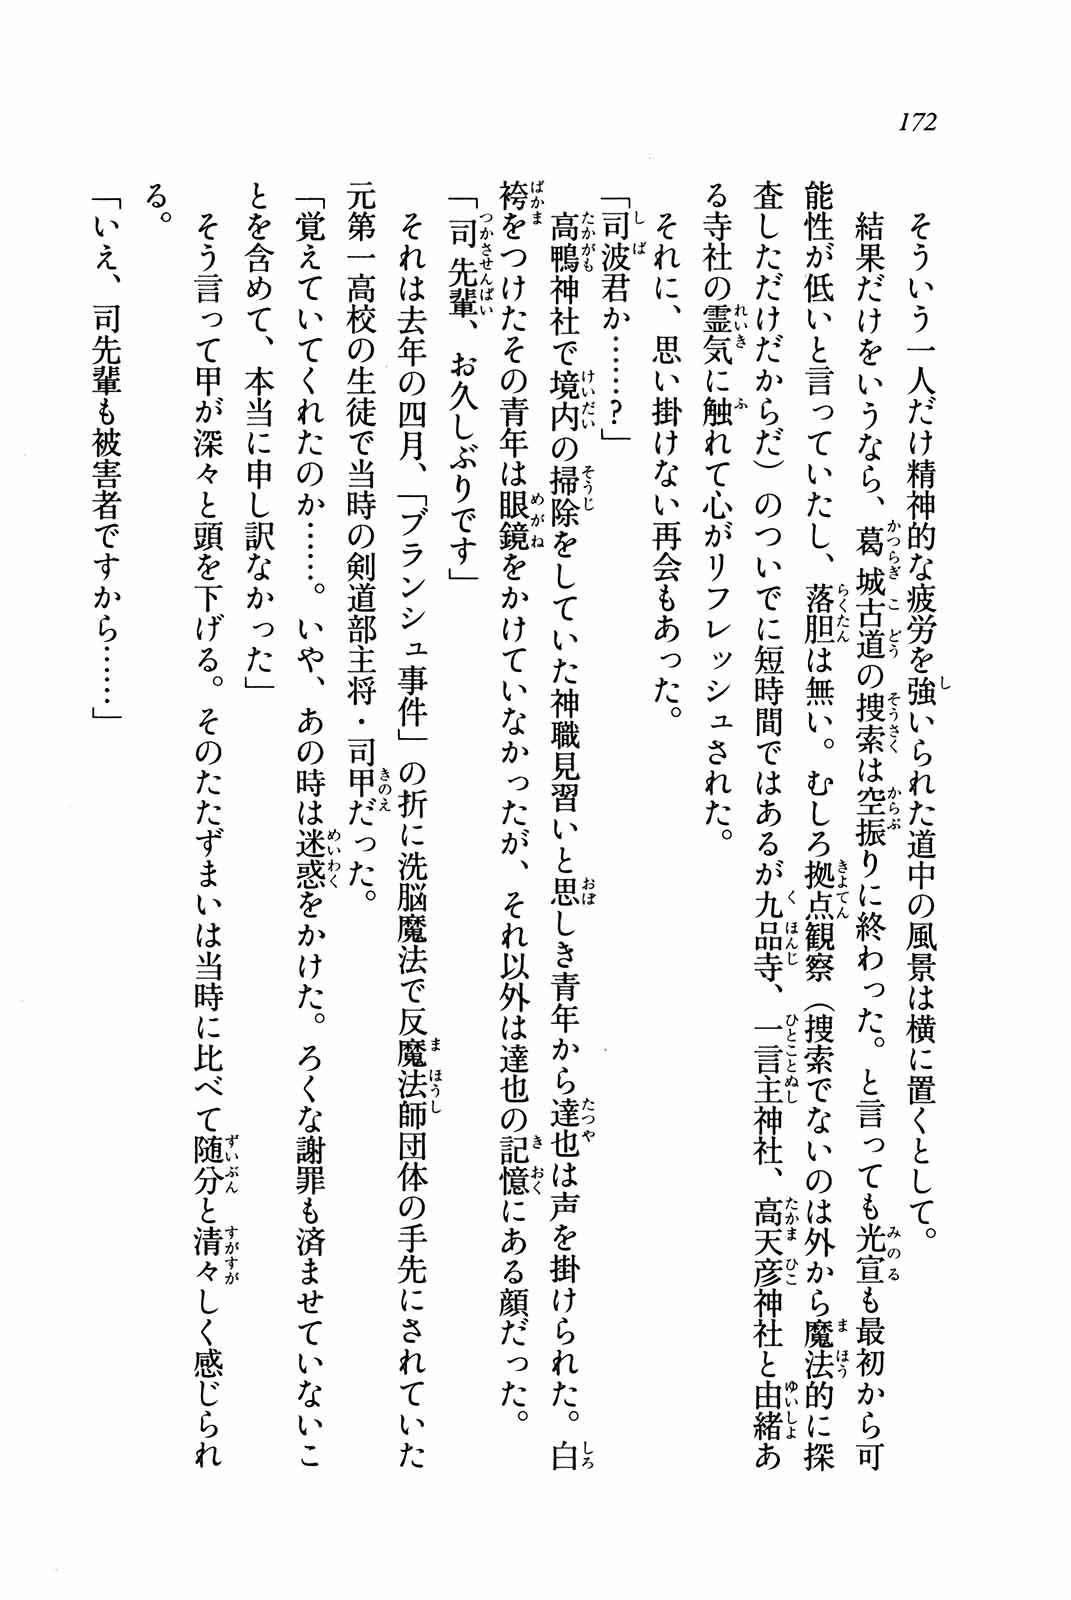 172
そういう一人だけ精神的な疲労を強いられた道中の風景は横に置くとして。
結果だけをいうなら、葛城古道の捜索は空振りに終わった。と言っても光宣も最初から可
能性が低いと言っていたし、落胆は無い。むしろ拠点観察（捜索でないのは外から魔法的に探
査しただけだからだ）のついでに短時間ではあるが九品寺、一言主神社、高天彦神社と由緒あ
る寺社の霊気に触れて心がリフレッシュされた。
それに、思い掛けない再会もあった。
「司波君か……？」
高鴨神社で境内の掃除をしていた神職見習いと思しき青年から達也は声を掛けられた。白
袴をつけたその青年は眼鏡をかけていなかったが、それ以外は達也の記憶にある顔だった。
「司先輩、お久しぶりです」
それは去年の四月、「ブランシュ事件」の折に洗脳魔法で反魔法師団体の手先にされていた
元第一高校の生徒で当時の剣道部主将・司甲だった。
「覚えていてくれたのか……。いや、あの時は迷惑をかけた。ろくな謝罪も済ませていないこ
とを含めて、本当に申し訳なかった」
そう言って甲が深々と頭を下げる。そのたたずまいは当時に比べて随分と清々しく感じられ
る。
「いえ、司先輩も被害者ですから……」